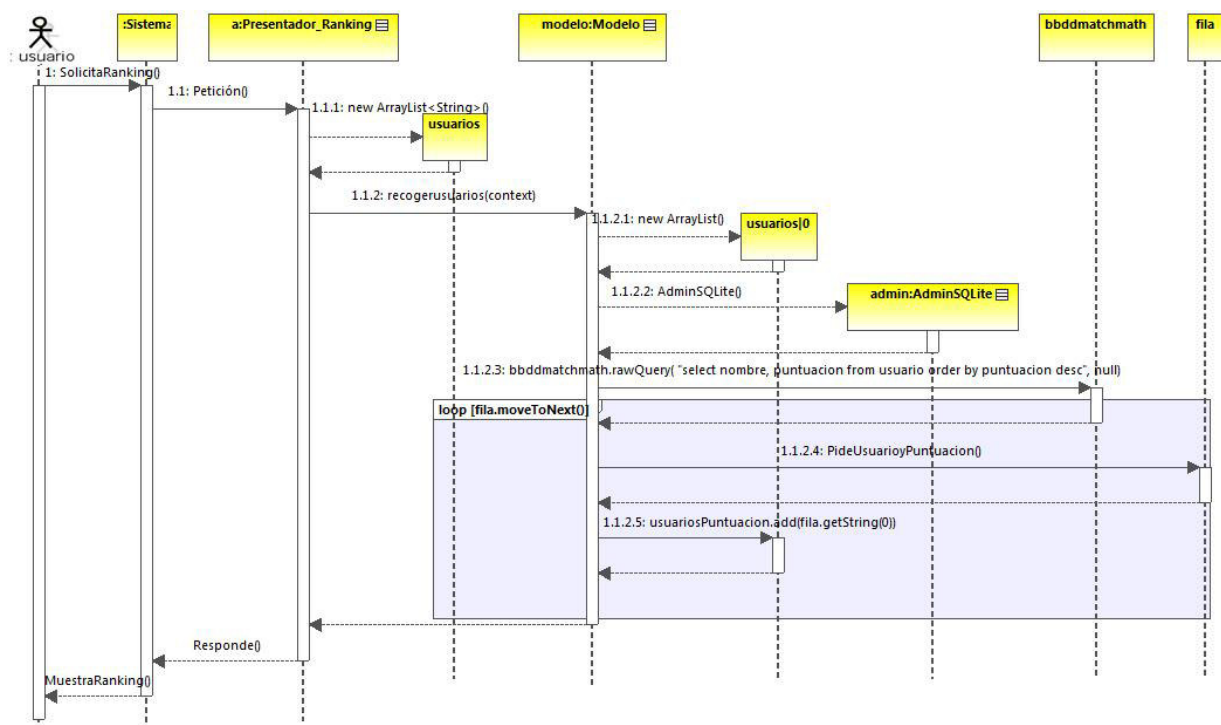 :Sistema
a:Presentador_Ranking
modelo:Modelo
bbddmatchmath
fila
: usuario
1: SolicitaRanking()
1.1: Petición()
1.1.1: new ArrayList<String>()
usuarios
1.1.2: recogerusuarios(context)
1.1.2.1: new ArrayList()
usuarios|0
1.1.2.2: AdminSQLite()
admin:AdminSQLite
1.1.2.3: bbddmatchmath.rawQuery( "select nombre, puntuacion from usuario order by puntuacion desc", null)
loop [fila.moveToNext()]
1.1.2.4: PideUsuarioyPuntuacion()
1.1.2.5: usuariosPuntuacion.add(fila.getString(0))
Responde()
MuestraRanking()